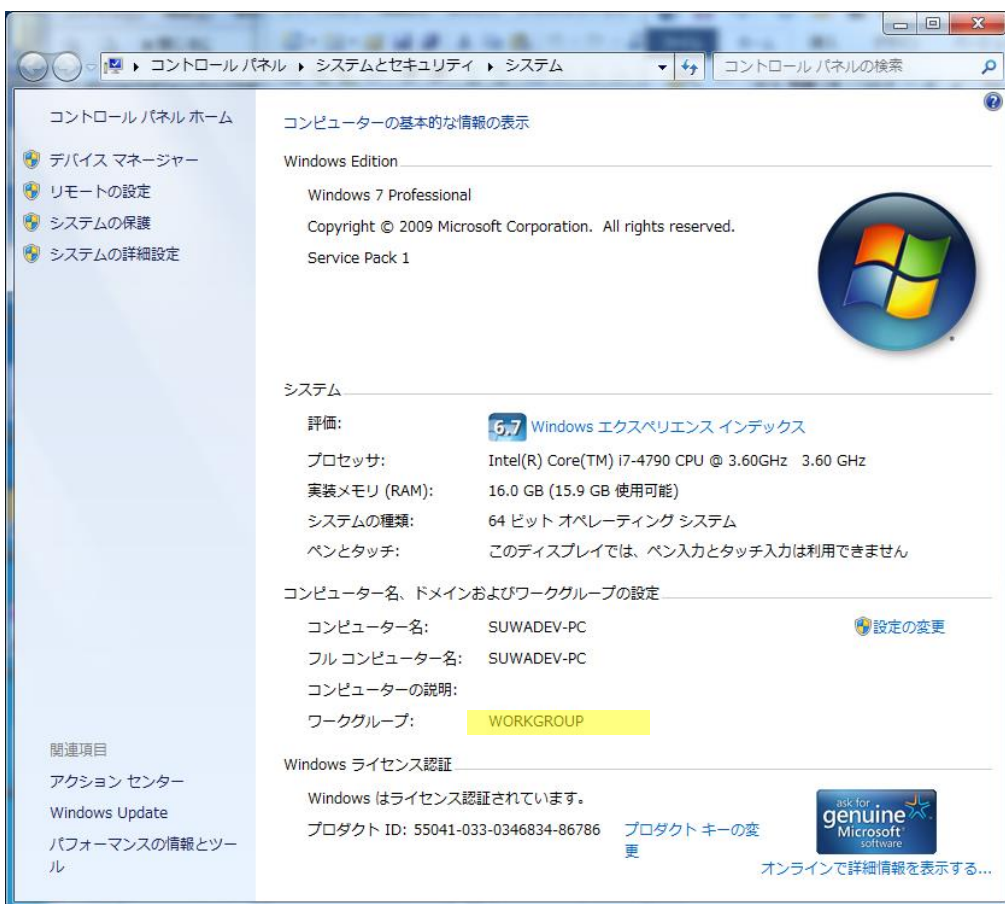 コントロール パネル ▸ システムとセキュリティ ▸ システム
コントロール パネルの検索
コントロール パネル ホーム
デバイス マネージャー
リモートの設定
システムの保護
システムの詳細設定
関連項目
アクション センター
Windows Update
パフォーマンスの情報とツー
ル
コンピューターの基本的な情報の表示
Windows Edition
Windows 7 Professional
Copyright © 2009 Microsoft Corporation. All rights reserved.
Service Pack 1
システム
評価: 6.7 Windows エクスペリエンス インデックス
プロセッサ: Intel(R) Core(TM) i7-4790 CPU @ 3.60GHz 3.60 GHz
実装メモリ (RAM): 16.0 GB (15.9 GB 使用可能)
システムの種類: 64 ビット オペレーティング システム
ペンとタッチ: このディスプレイでは、ペン入力とタッチ入力は利用できません
コンピューター名、ドメインおよびワークグループの設定
コンピューター名: SUWADEV-PC 設定の変更
フル コンピューター名: SUWADEV-PC
コンピューターの説明:
ワークグループ: WORKGROUP
Windows ライセンス認証
Windows はライセンス認証されています。
プロダクト ID: 55041-033-0346834-86786 プロダクト キーの変
更
ask for
genuine
Microsoft
software
オンラインで詳細情報を表示する...